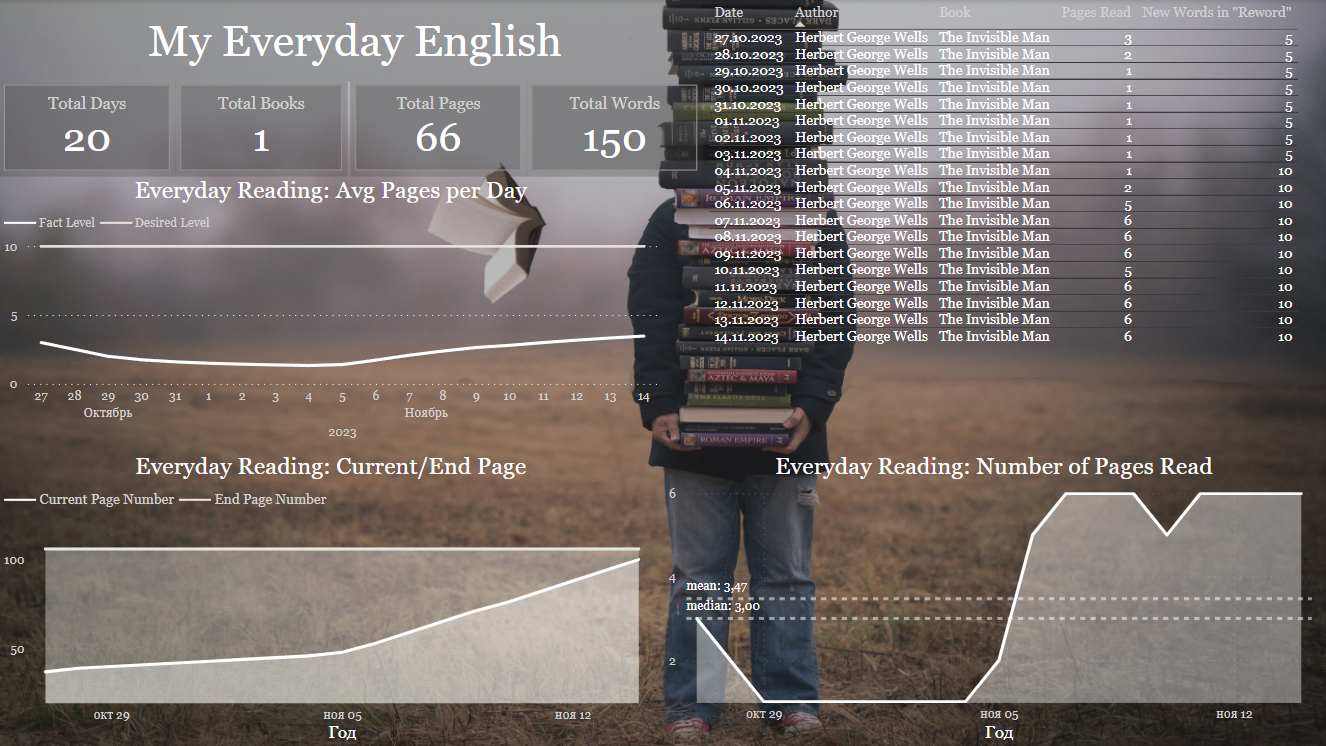 My Everyday English
Total Days
20
Total Books
1
Total Pages
66
Total Words
150
Date Author Book Pages Read New Words in "Reword"
27.10.2023 Herbert George Wells The Invisible Man 3 5
28.10.2023 Herbert George Wells The Invisible Man 2 5
29.10.2023 Herbert George Wells The Invisible Man 1 5
30.10.2023 Herbert George Wells The Invisible Man 1 5
31.10.2023 Herbert George Wells The Invisible Man 1 5
01.11.2023 Herbert George Wells The Invisible Man 1 5
02.11.2023 Herbert George Wells The Invisible Man 1 5
03.11.2023 Herbert George Wells The Invisible Man 1 5
04.11.2023 Herbert George Wells The Invisible Man 1 10
05.11.2023 Herbert George Wells The Invisible Man 2 10
06.11.2023 Herbert George Wells The Invisible Man 5 10
07.11.2023 Herbert George Wells The Invisible Man 6 10
08.11.2023 Herbert George Wells The Invisible Man 6 10
09.11.2023 Herbert George Wells The Invisible Man 6 10
10.11.2023 Herbert George Wells The Invisible Man 5 10
11.11.2023 Herbert George Wells The Invisible Man 6 10
12.11.2023 Herbert George Wells The Invisible Man 6 10
13.11.2023 Herbert George Wells The Invisible Man 6 10
14.11.2023 Herbert George Wells The Invisible Man 6 10
Everyday Reading: Avg Pages per Day
Fact Level Desired Level
10
5
0
27 28 29 30 31 1 2 3 4 5 6 7 8 9 10 11 12 13 14
Октябрь Ноябрь
2023
AZTEC & MAYA
ROMAN EMPIRE
Everyday Reading: Current/End Page
Current Page Number End Page Number
100
50
окт 29 ноя 05 ноя 12
Год
Everyday Reading: Number of Pages Read
6
4
2
mean: 3,47
median: 3,00
окт 29 ноя 05 ноя 12
Год